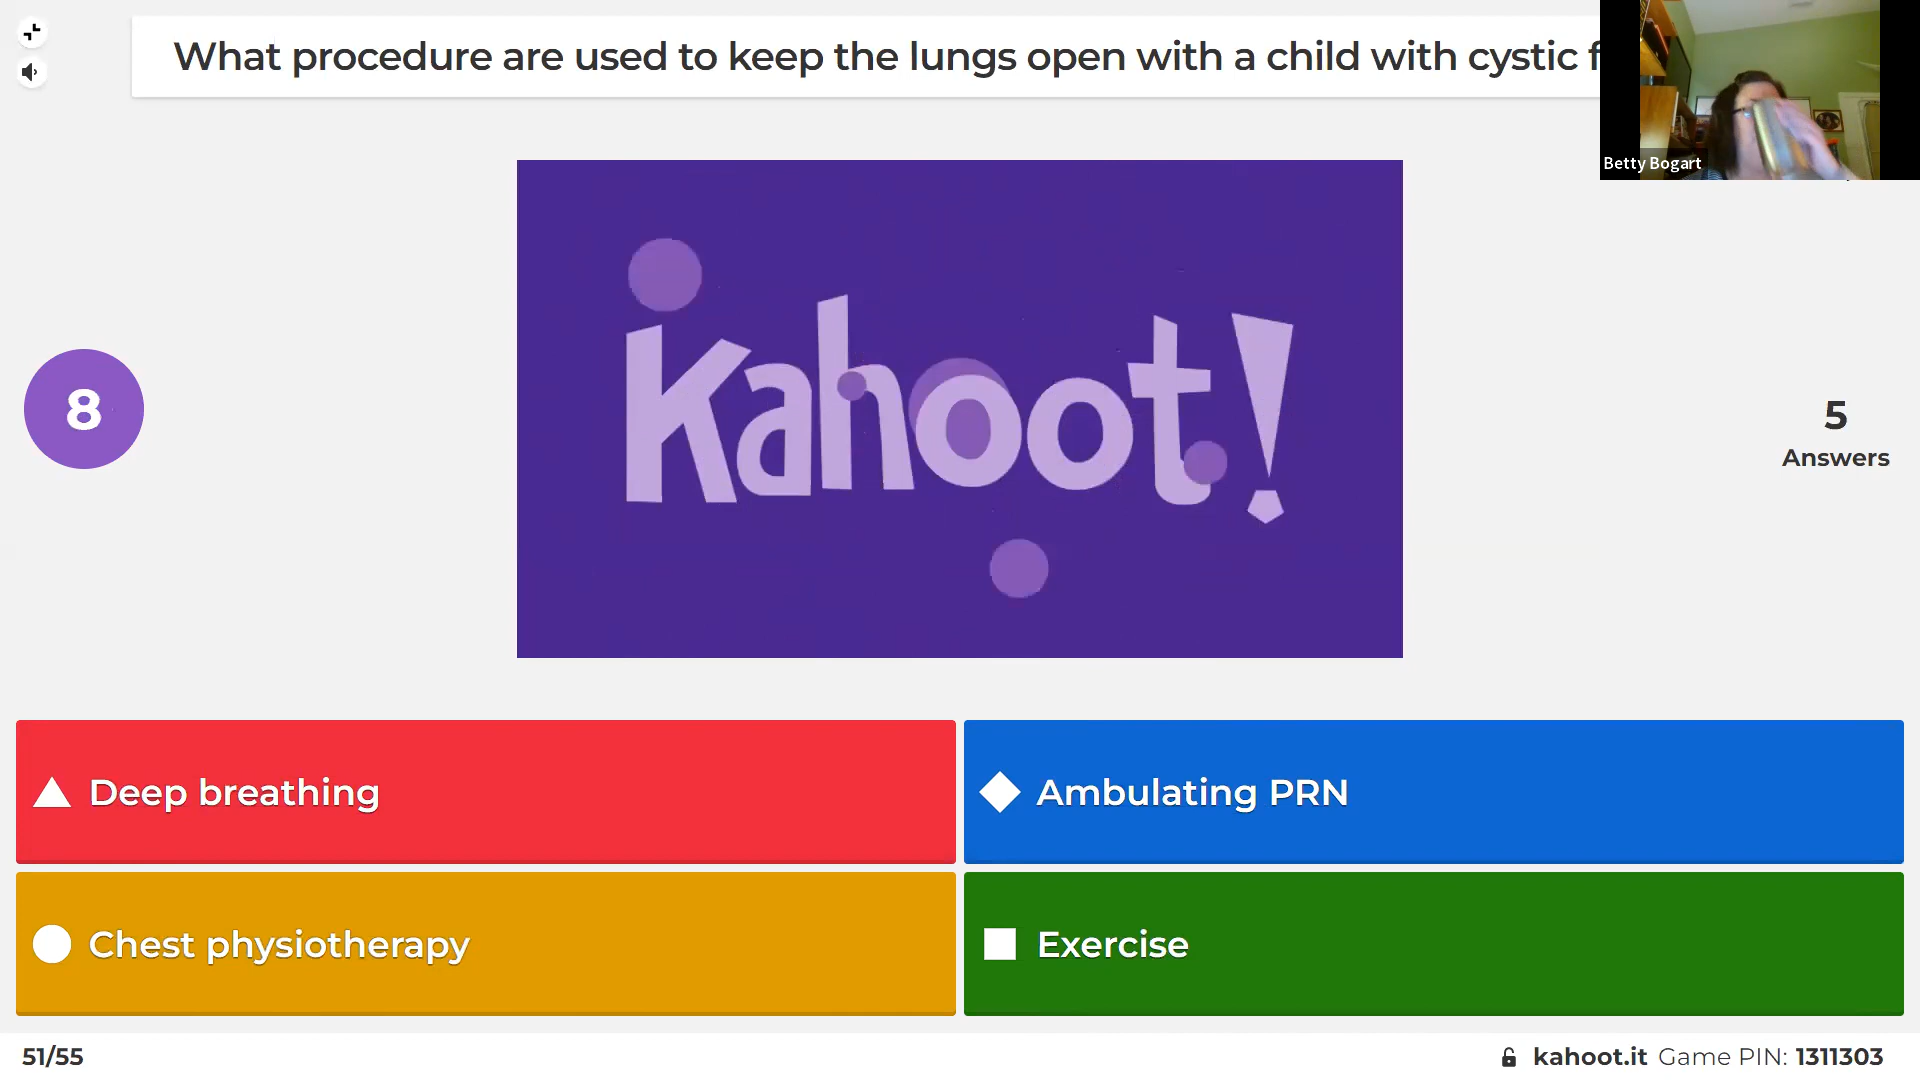 What procedure are used to keep the lungs open with a child with cystic f
Betty Bogart
Kahoot!
8
5
Answers
Deep breathing
Ambulating PRN
Chest physiotherapy
Exercise
51/55
kahoot.it Game PIN: 1311303